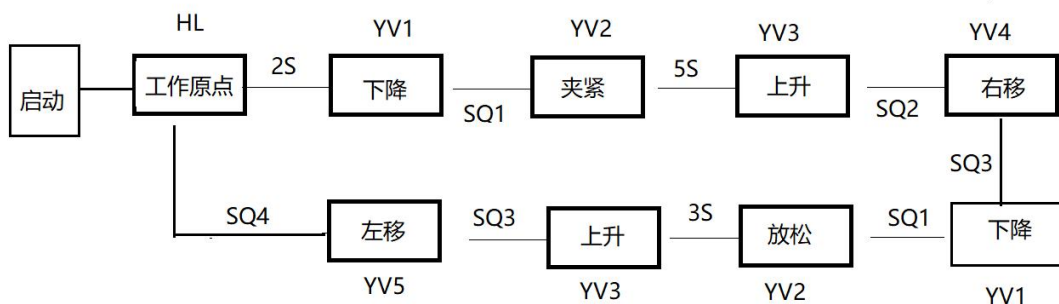 HL
YV1
YV2
YV3
YV4
启动
工作原点
2S
下降
SQ1
夹紧
5S
上升
SQ2
右移
SQ3
SQ4
左移
SQ3
上升
3S
放松
SQ1
下降
YV5
YV3
YV2
YV1